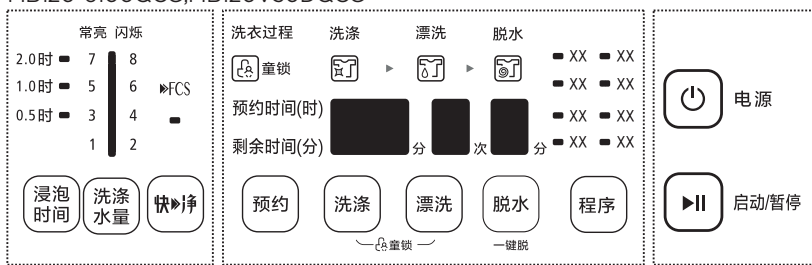 常亮 闪烁
2.0时 7 8
1.0时 5 6 FCS
0.5时 3 4
1 2
浸泡时间 洗涤水量 快净
洗衣过程 洗涤 漂洗 脱水
童锁
XX XX
XX XX
预约时间(时) XX XX
剩余时间(分) 分 次 分 XX XX
预约 洗涤 漂洗 脱水 程序
童锁 一键脱
电源
启动/暂停